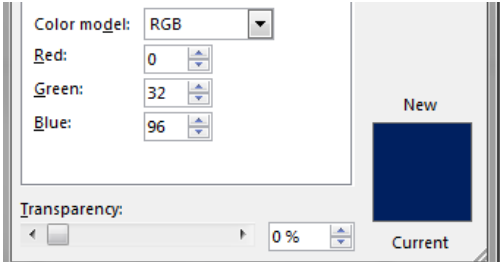 Color model: RGB
Red: 0
Green: 32
Blue: 96
New
Transparency:
0 %
Current